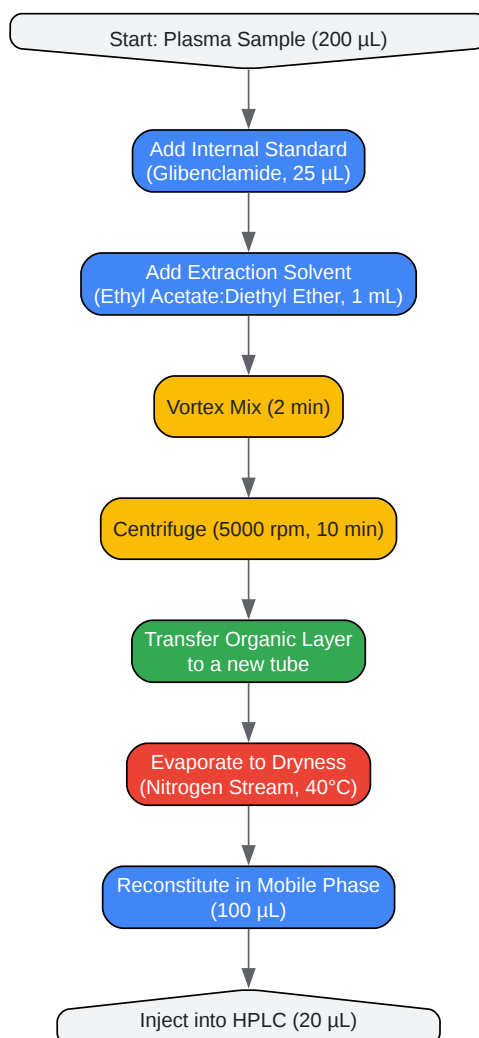 Start: Plasma Sample (200 µL)
Add Internal Standard
(Glibenclamide, 25 µL)
Add Extraction Solvent
(Ethyl Acetate:Diethyl Ether, 1 mL)
Vortex Mix (2 min)
Centrifuge (5000 rpm, 10 min)
Transfer Organic Layer
to a new tube
Evaporate to Dryness
(Nitrogen Stream, 40°C)
Reconstitute in Mobile Phase
(100 µL)
Inject into HPLC (20 µL)